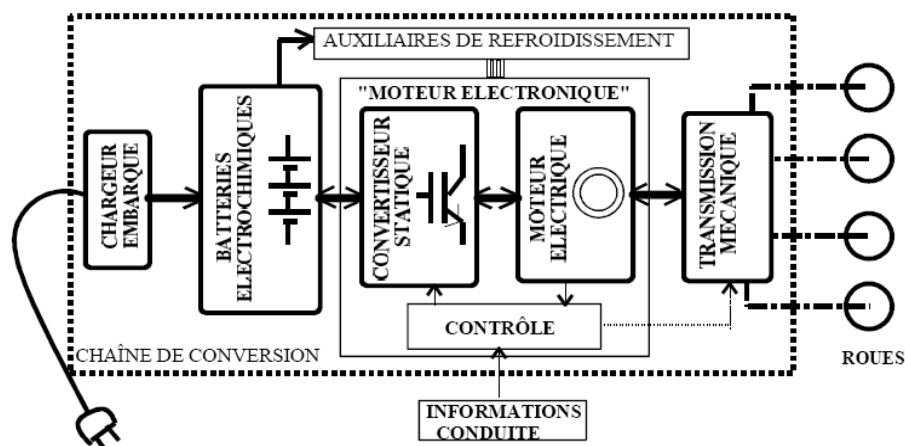 AUXILIAIRES DE REFROIDISSEMENT
"MOTEUR ELECTRONIQUE"
CHARGEUR
EMBARQUE
BATTERIES
ELECTROCHIMIQUES
CONVERTISSEUR
STATIQUE
MOTEUR
ELECTRIQUE
TRANSMISSION
MECANIQUE
CONTRÔLE
CHAÎNE DE CONVERSION
ROUES
INFORMATIONS
CONDUITE